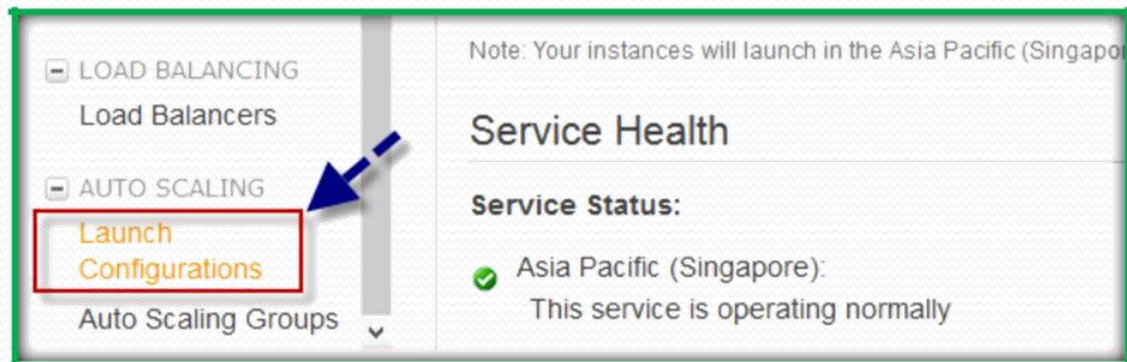 LOAD BALANCING
Load Balancers
AUTO SCALING
Launch
Configurations
Auto Scaling Groups
Note: Your instances will launch in the Asia Pacific (Singapor
Service Health
Service Status:
Asia Pacific (Singapore):
This service is operating normally